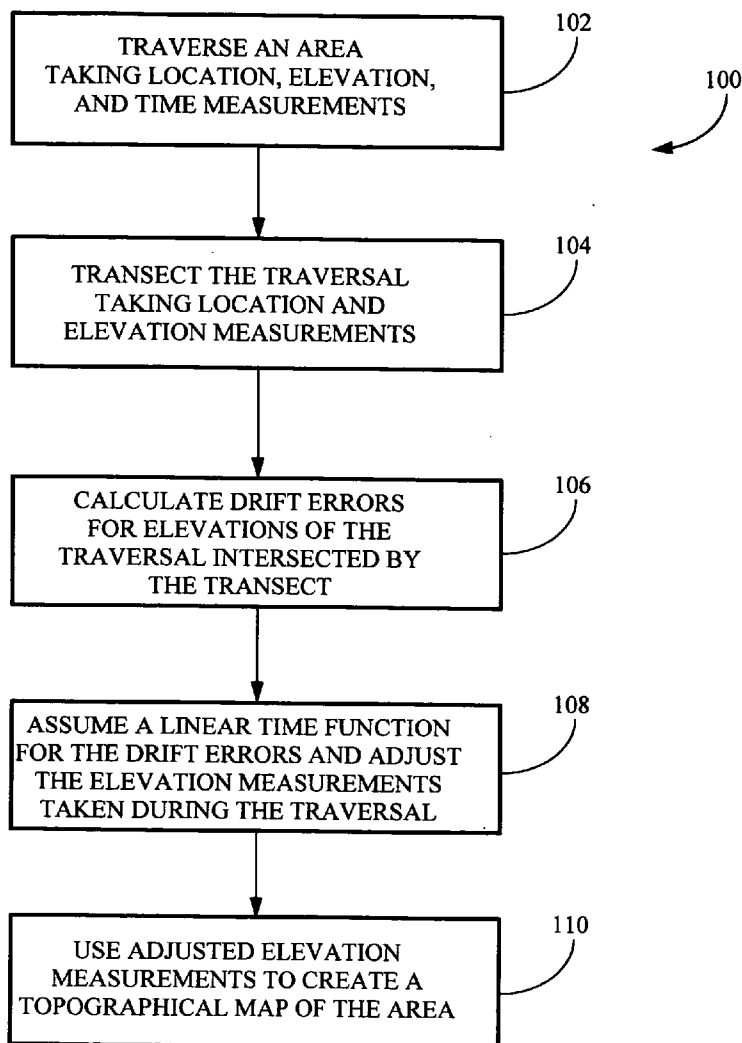 TRAVERSE AN AREA
TAKING LOCATION, ELEVATION,
AND TIME MEASUREMENTS
102
100
TRANSECT THE TRAVERSAL
TAKING LOCATION AND
ELEVATION MEASUREMENTS
104
CALCULATE DRIFT ERRORS
FOR ELEVATIONS OF THE
TRAVERSAL INTERSECTED BY
THE TRANSECT
106
ASSUME A LINEAR TIME FUNCTION
FOR THE DRIFT ERRORS AND ADJUST
THE ELEVATION MEASUREMENTS
TAKEN DURING THE TRAVERSAL
108
USE ADJUSTED ELEVATION
MEASUREMENTS TO CREATE A
TOPOGRAPHICAL MAP OF THE AREA
110